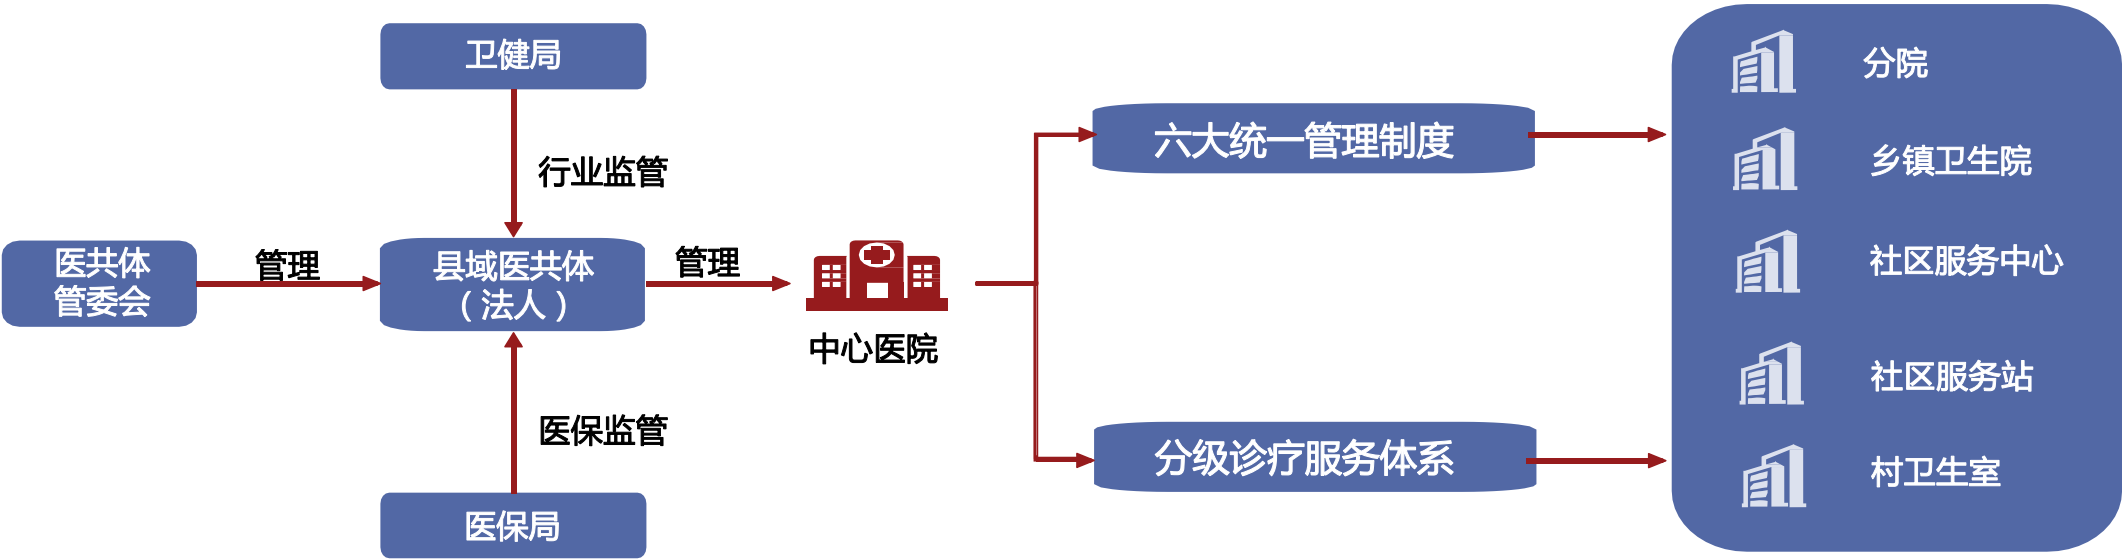 卫健局
行业监管
医共体
管委会
管理
县域医共体
（法人）
管理
中心医院
医保监管
医保局
六大统一管理制度
分级诊疗服务体系
分院
乡镇卫生院
社区服务中心
社区服务站
村卫生室